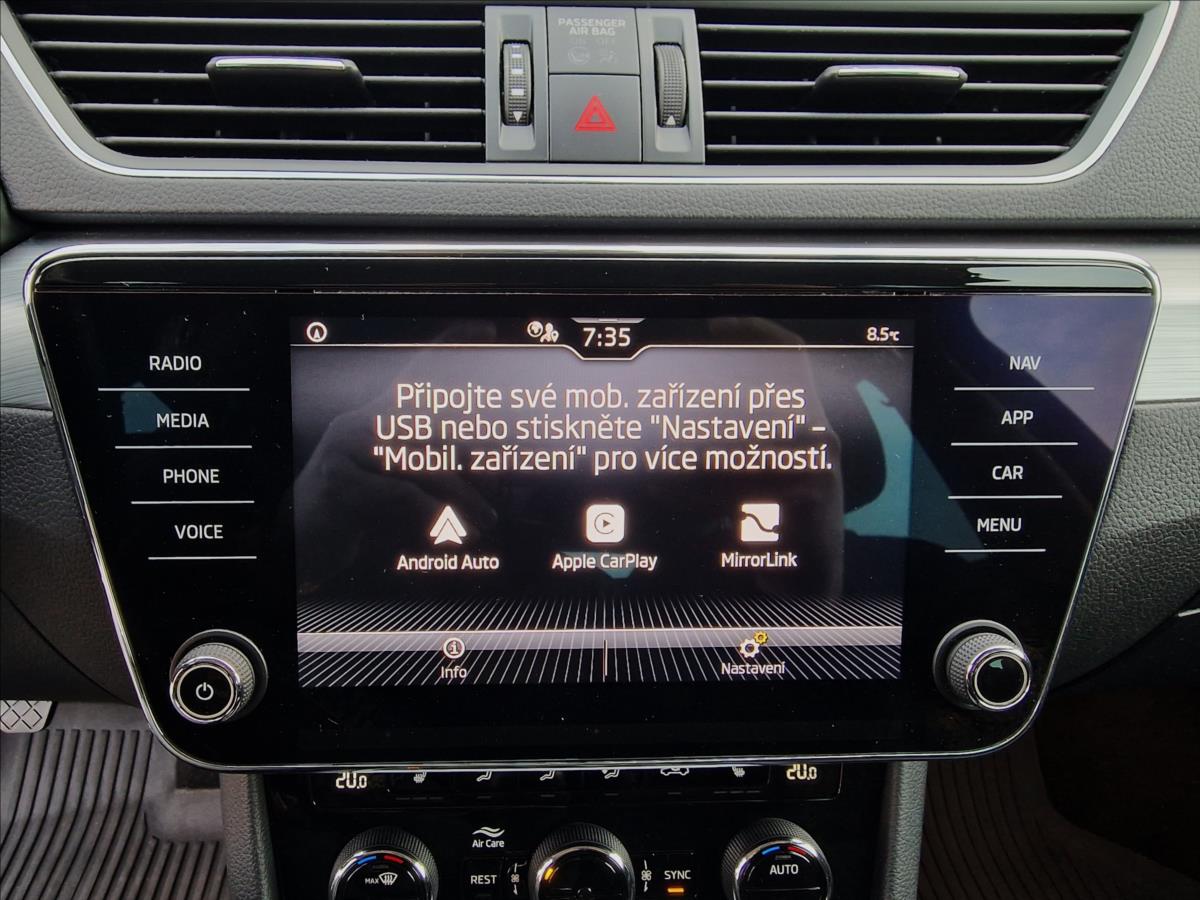 PASSENGER
AIR BAG
ON OFF
7:35
8.5°C
RADIO
MEDIA
PHONE
VOICE
Připojte své mob. zařízení přes
USB nebo stiskněte "Nastavení" –
"Mobil. zařízení" pro více možností.
Android Auto
Apple CarPlay
MirrorLink
Info
Nastavení
NAV
APP
CAR
MENU
20.0
20.0
Air Care
MAX
REST
SYNC
AUTO